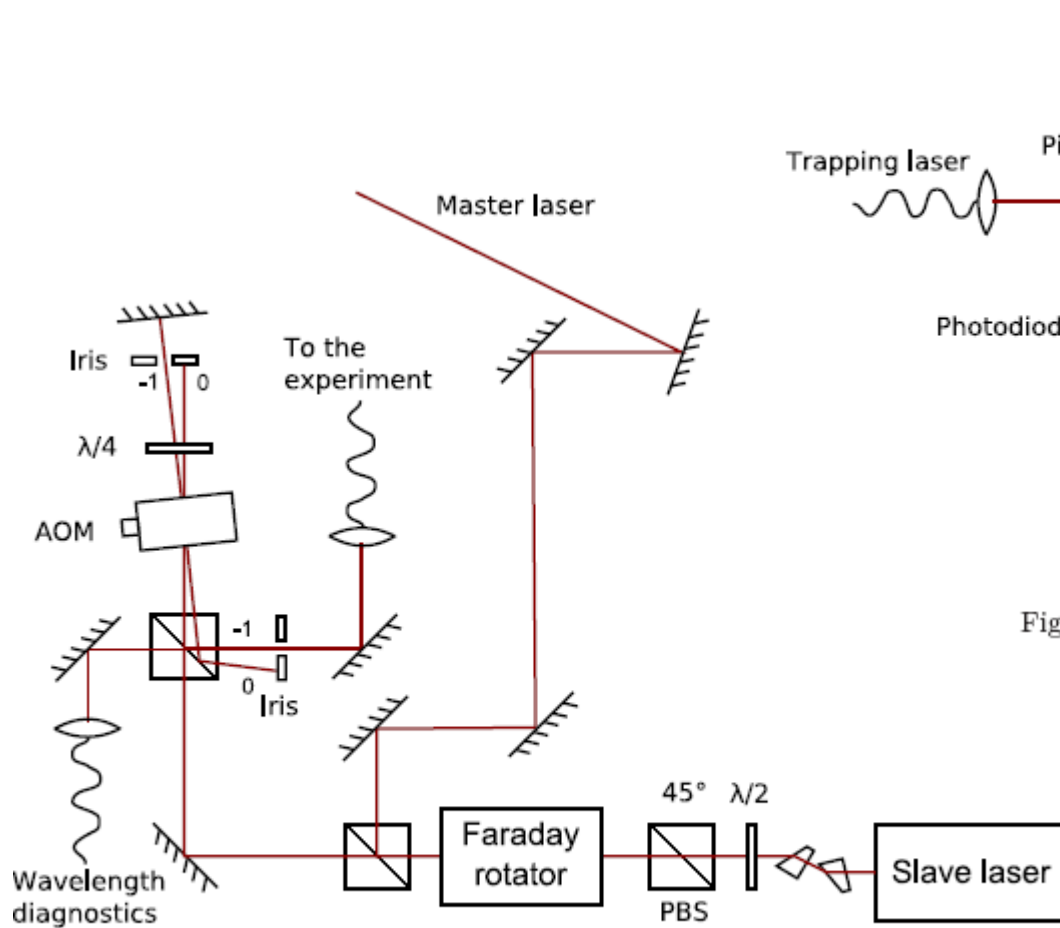 Trapping laser
Pi
Master laser
Photodiod
Iris
-1
0
To the
experiment
λ/4
AOM
-1
0
Iris
Fig
45°
λ/2
Faraday
rotator
Slave laser
PBS
Wavelength
diagnostics